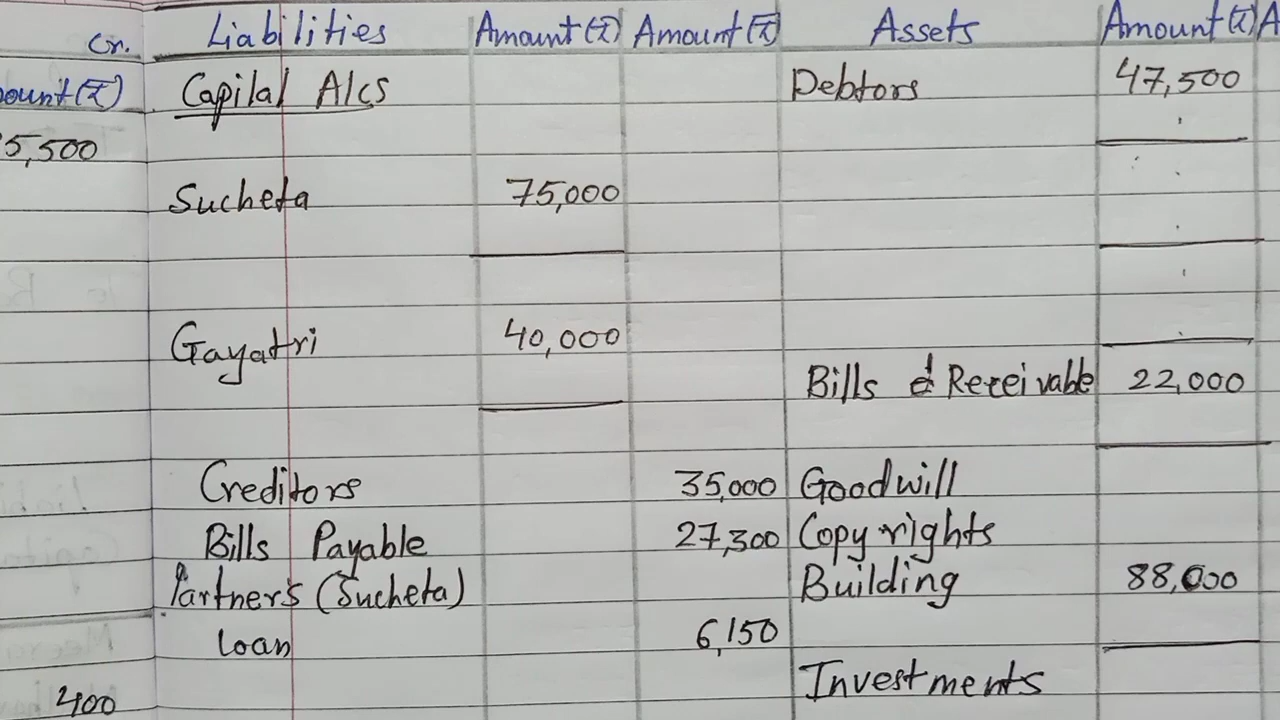 Cr. Liabilities Amount(₹) Amount(₹) Assets Amount(₹) A
ount(₹) Capital A/cs Debtors 47,500
5,500
Sucheta 75,000
Gayatri 40,000
Bills Receivable 22,000
Creditors 35,000 Goodwill
Bills Payable 27,300 Copyrights
Partner's (Sucheta) Building 88,000
Loan 6,150
400 Investments